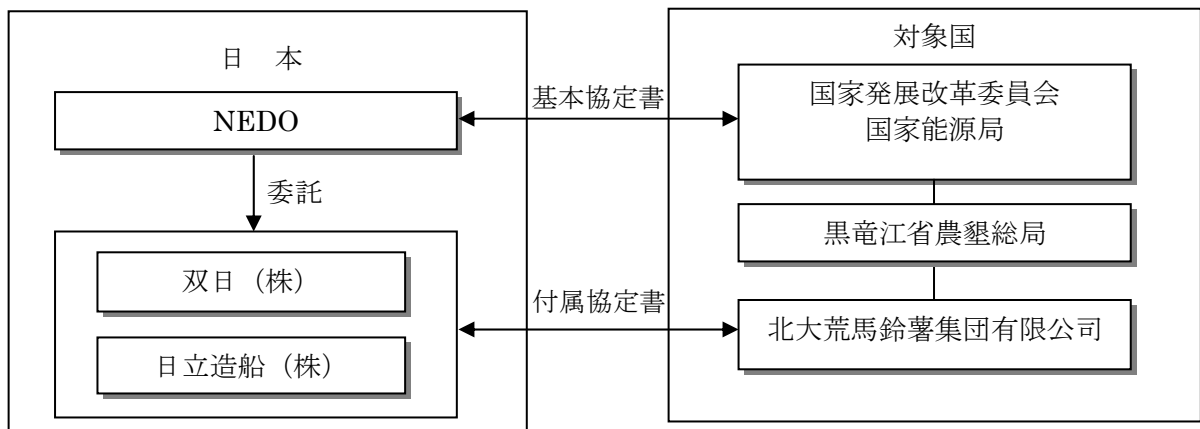 日 本
NEDO
委託
双日（株）
日立造船（株）
基本協定書
付属協定書
対象国
国家発展改革委員会
国家能源局
黒竜江省農墾総局
北大荒馬鈴薯集団有限公司